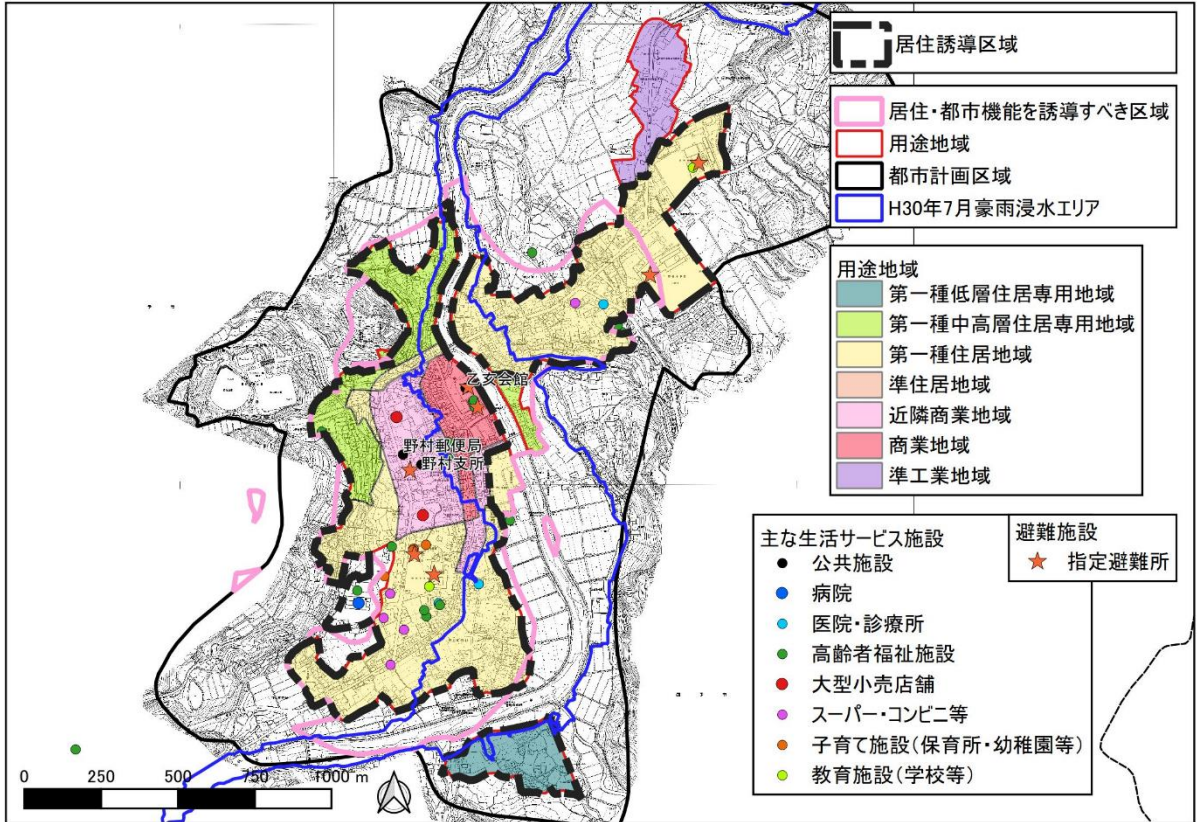 居住誘導区域
居住・都市機能を誘導すべき区域
用途地域
都市計画区域
H30年7月豪雨浸水エリア
用途地域
第一種低層住居専用地域
第一種中高層住居専用地域
第一種住居地域
準住居地域
近隣商業地域
商業地域
準工業地域
乙亥会館
野村郵便局
野村支所
主な生活サービス施設
公共施設
病院
医院・診療所
高齢者福祉施設
大型小売店舗
スーパー・コンビニ等
子育て施設(保育所・幼稚園等)
教育施設(学校等)
避難施設
指定避難所
0 250 500 750 1000 m